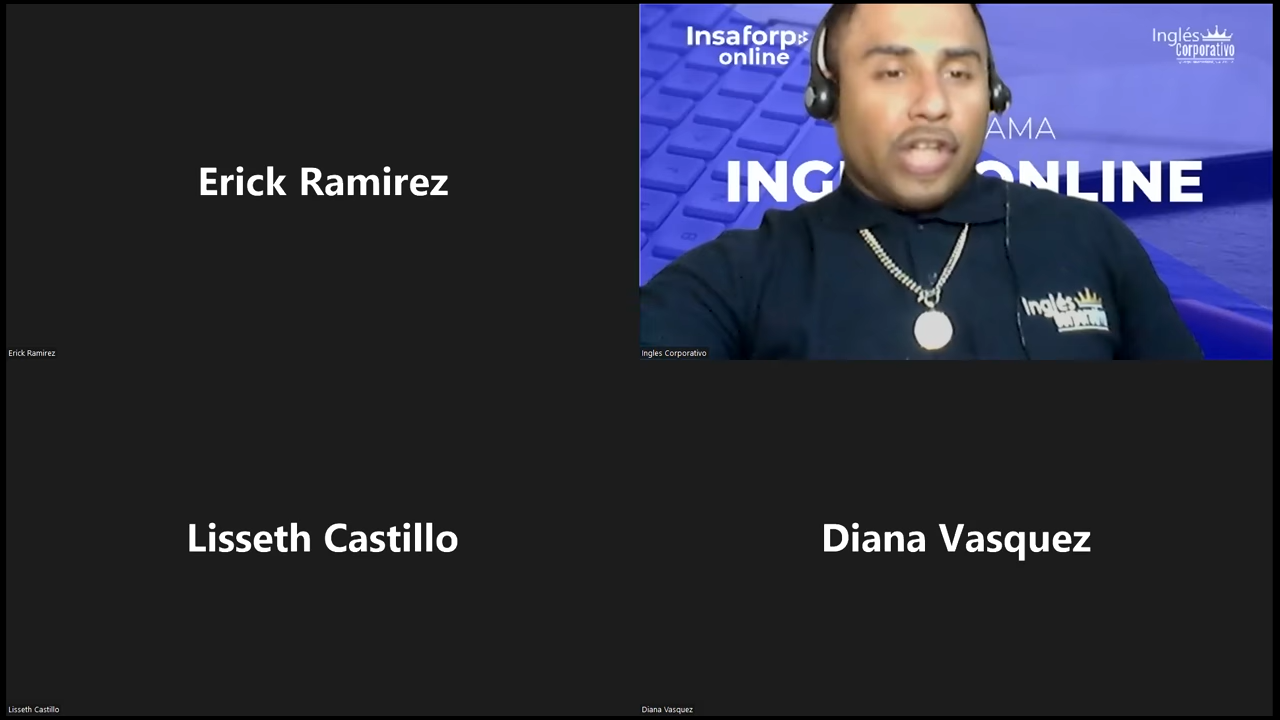 Erick Ramirez
Erick Ramirez
Insaforp
online
Inglés
Corporativo
AMA
ING ONLINE
Inglés
Ingles Corporativo
Lisseth Castillo
Lisseth Castillo
Diana Vasquez
Diana Vasquez